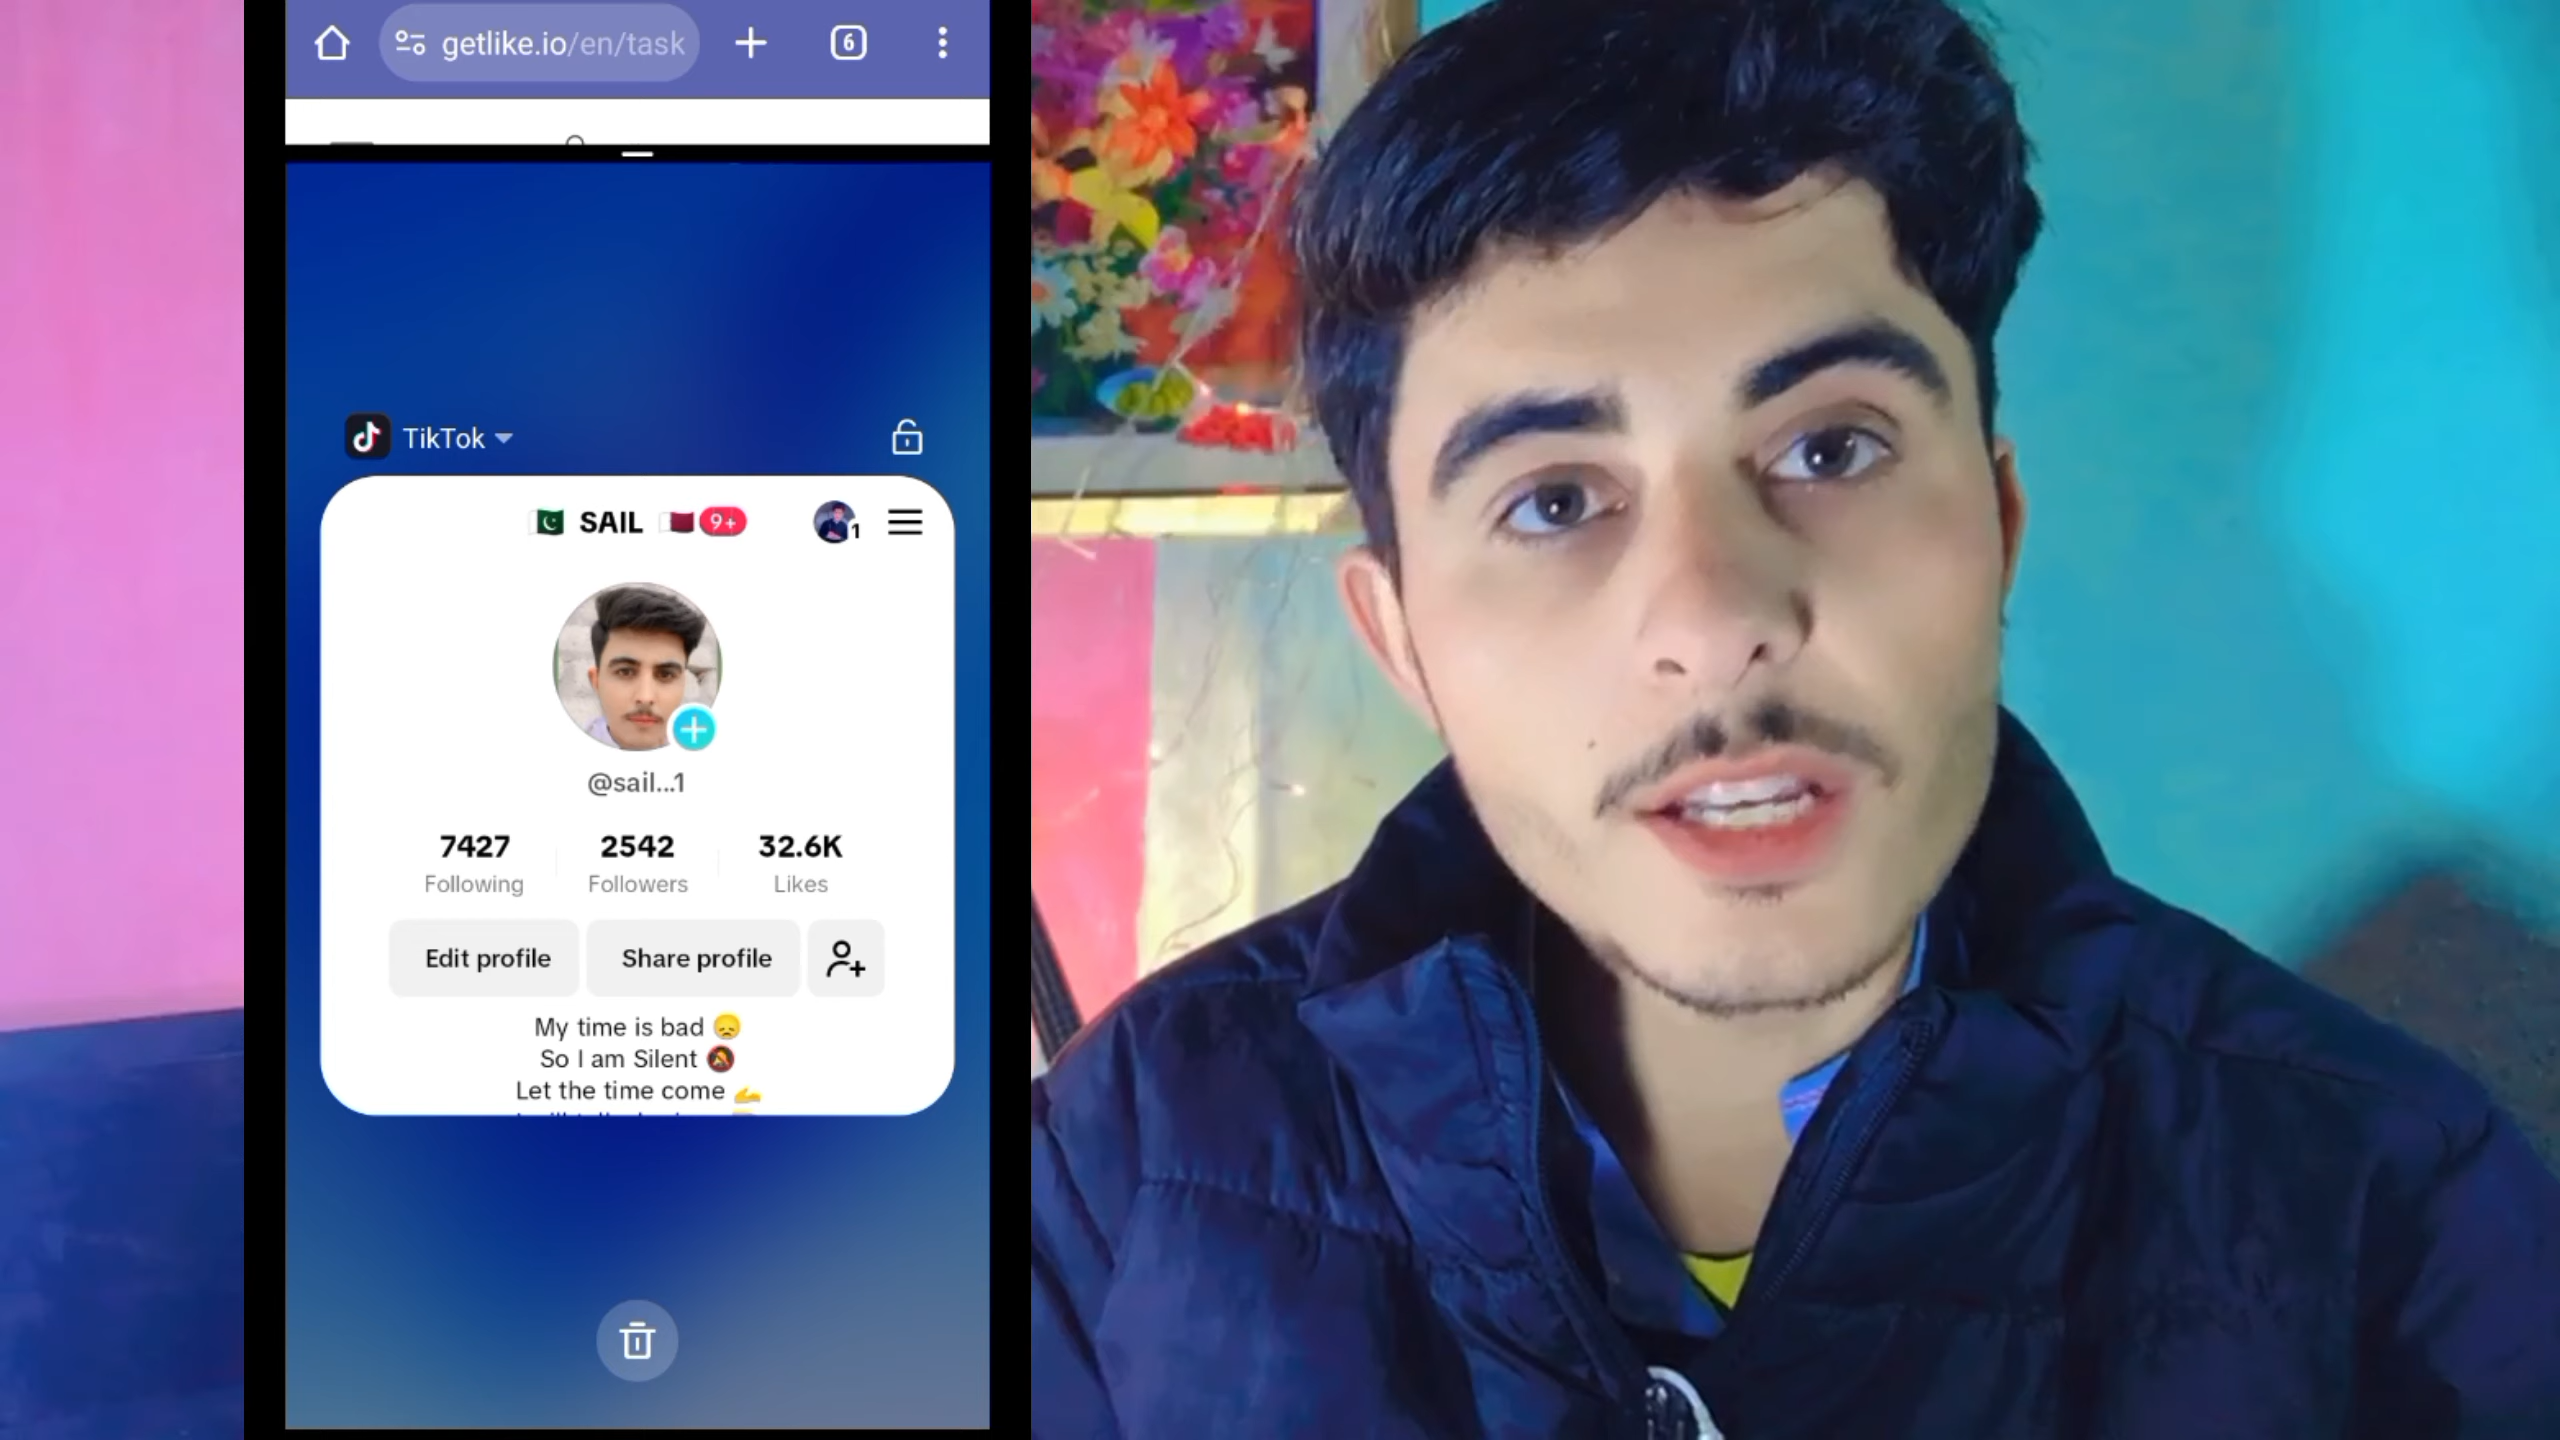 getlike.io/en/task
6
TikTok
SAIL
9+
1
@sail...1
7427
2542
32.6K
Following
Followers
Likes
Edit profile
Share profile
My time is bad 😞
So I am Silent 🔕
Let the time come 💪